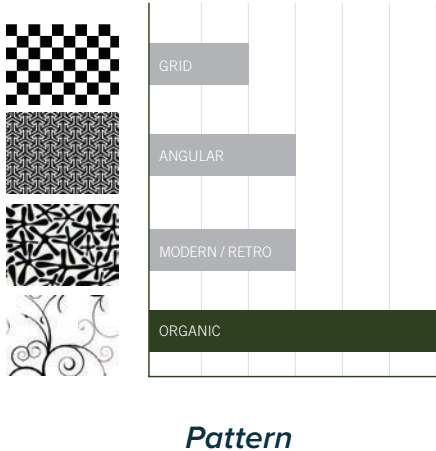 GRID
ANGULAR
MODERN / RETRO
ORGANIC
Pattern